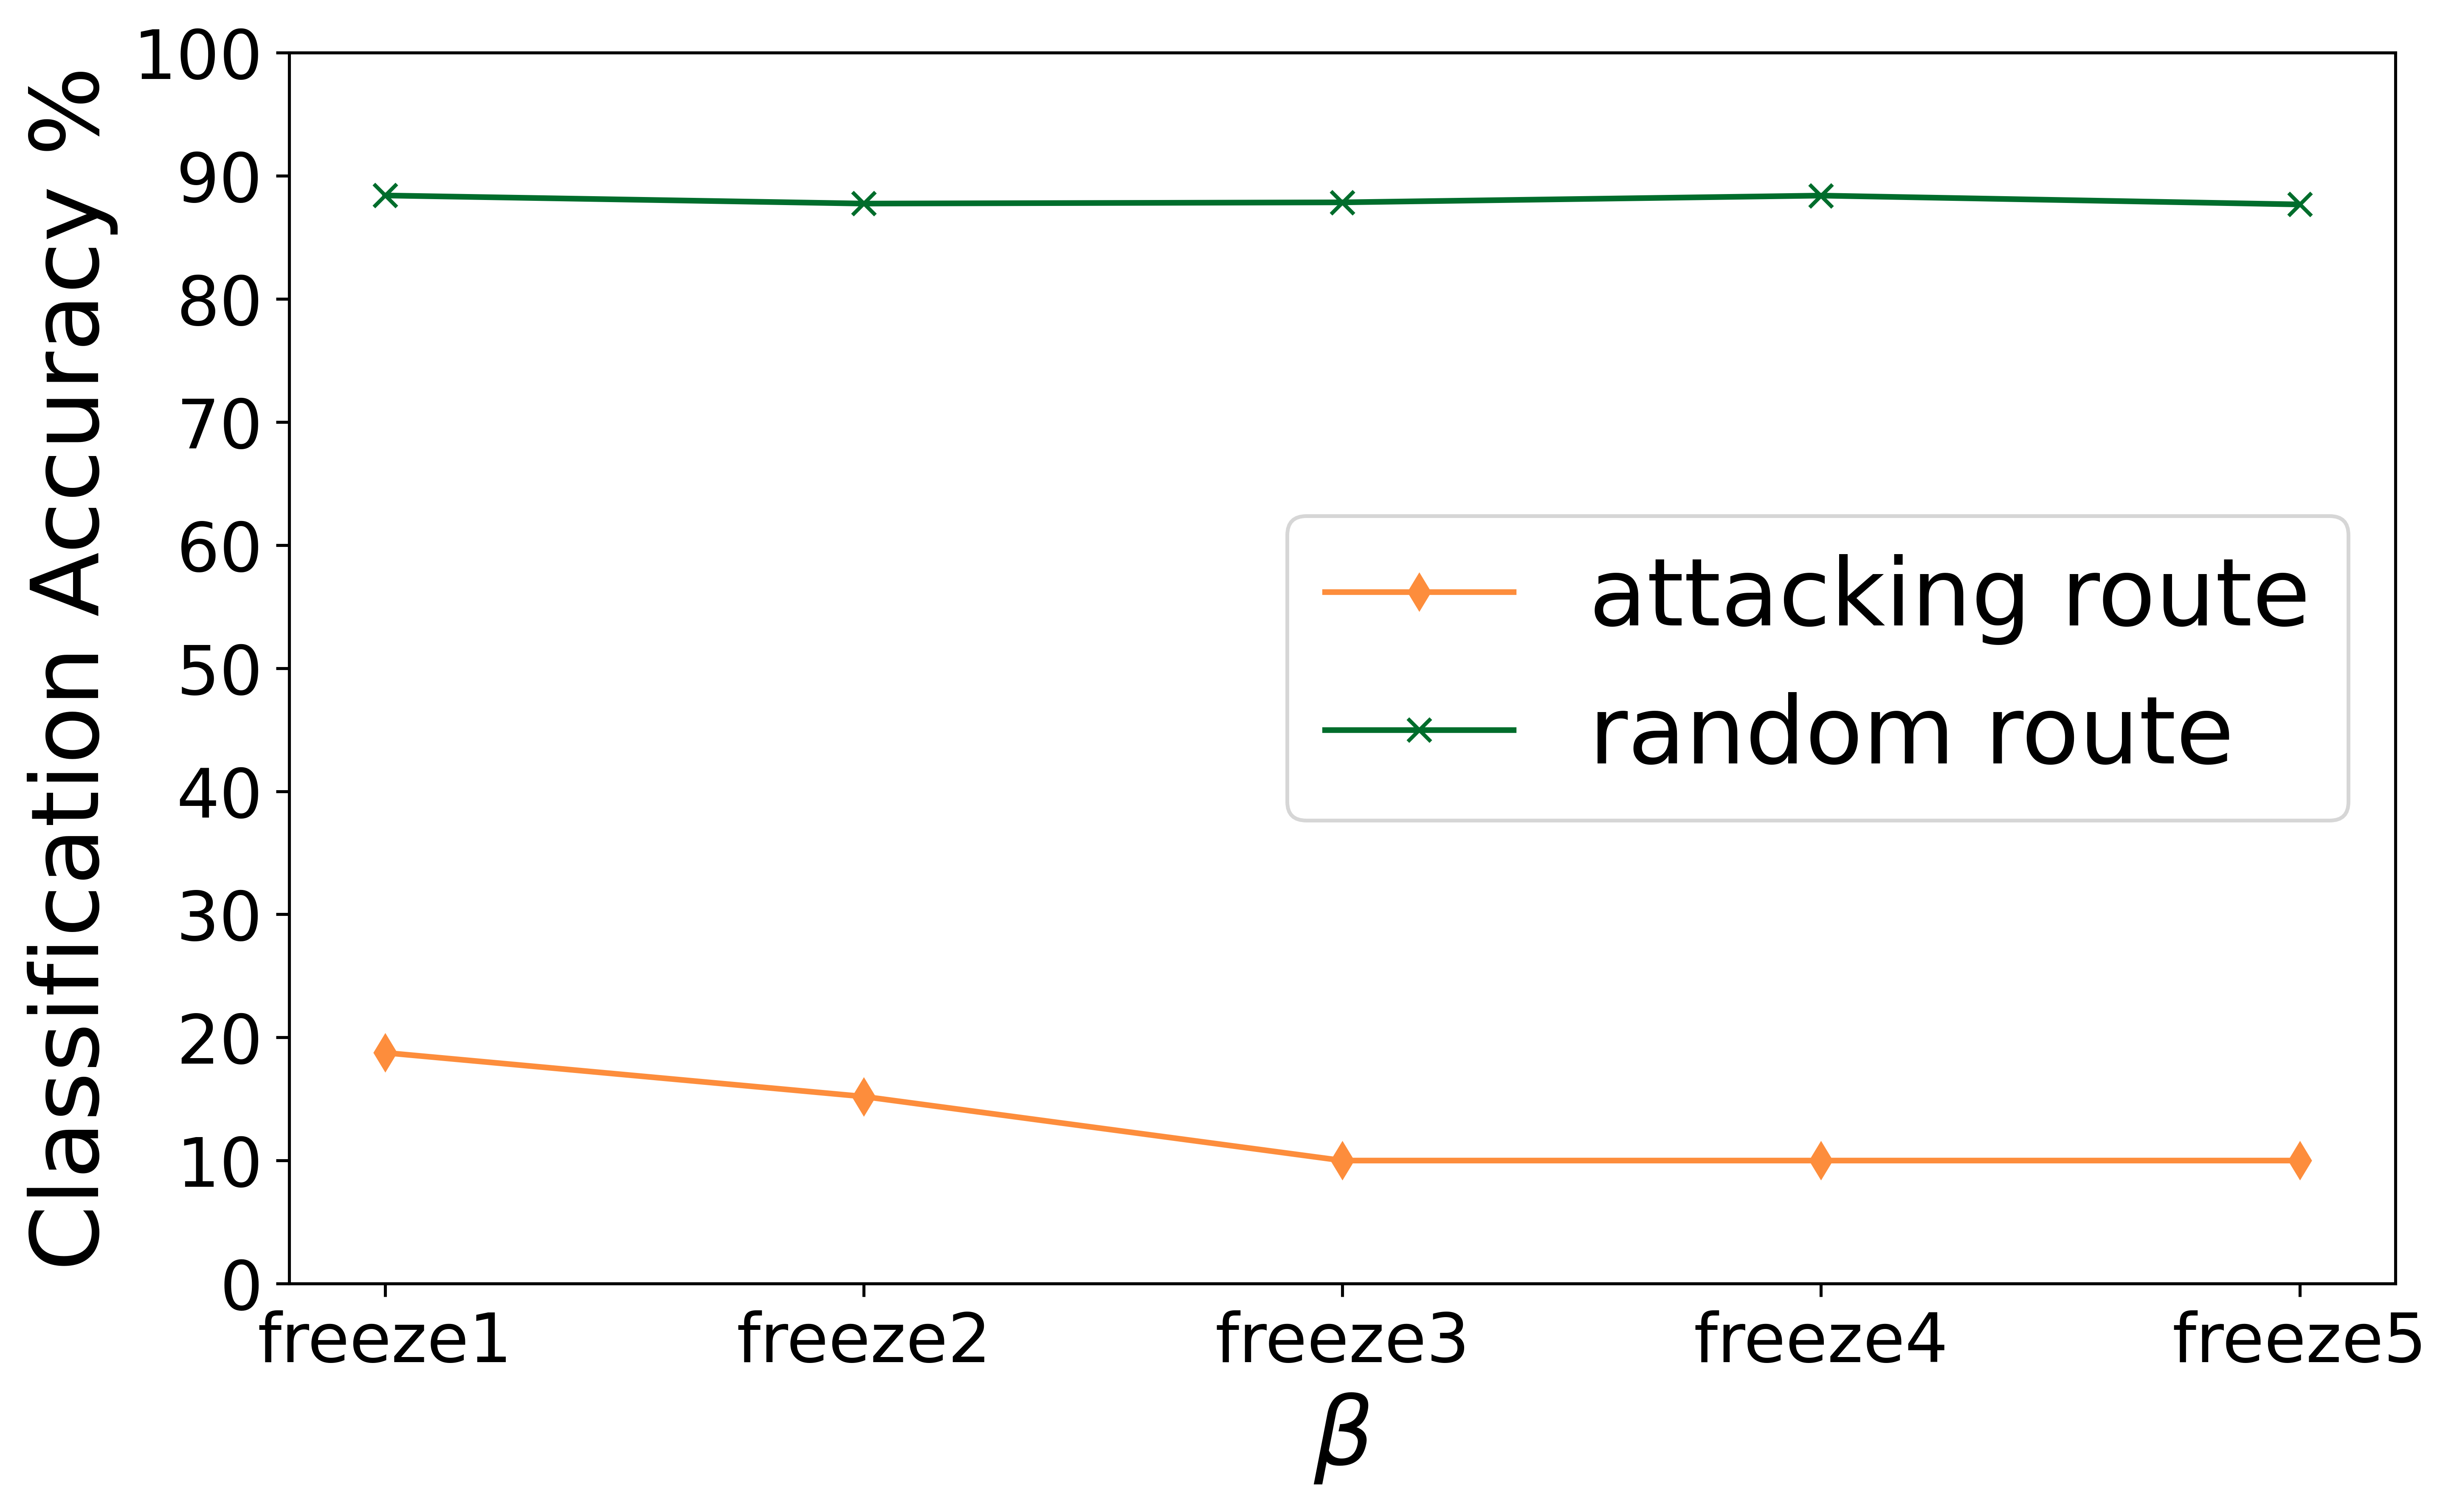 Classification Accuracy %
100
90
80
70
60
50
40
30
20
10
0
attacking route
random route
freeze1 freeze2 freeze3 freeze4 freeze5
β